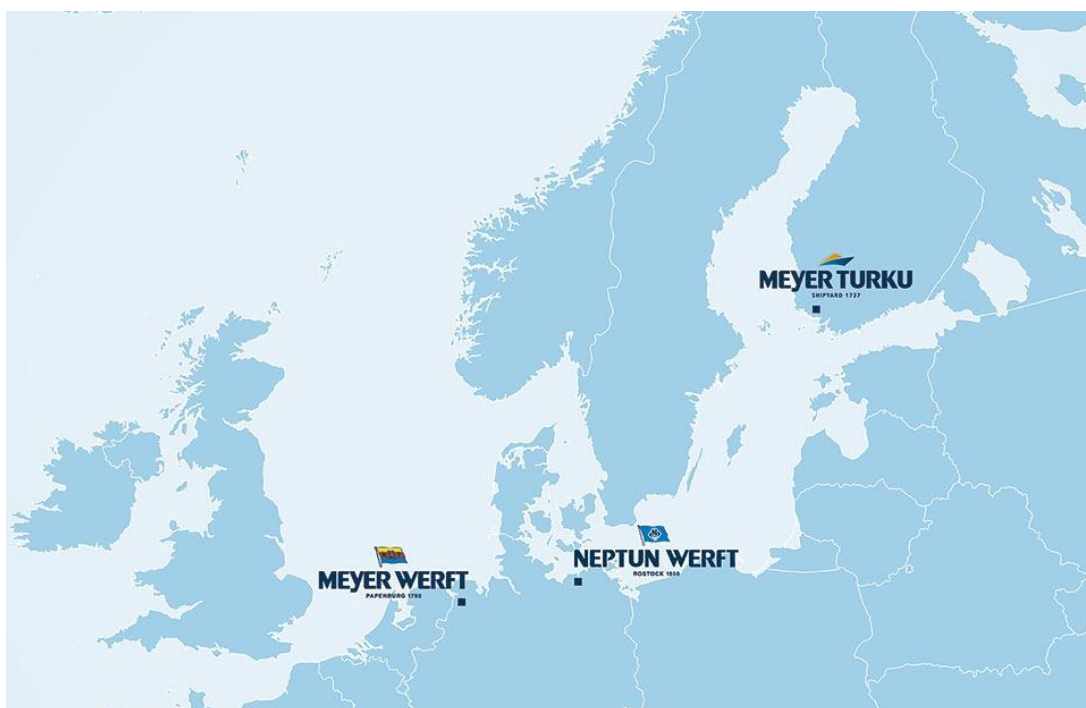 MEYER TURKU
SHIPYARD 1737
NEPTUN WERFT
ROSTOCK 1850
MEYER WERFT
PAPENBURG 1795